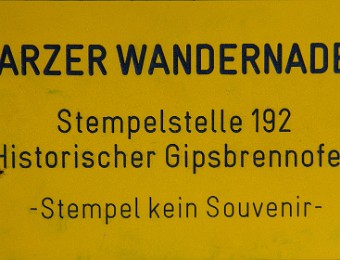 ARZER WANDERNADE
Stempelstelle 192
Historischer Gipsbrennofe
-Stempel kein Souvenir-